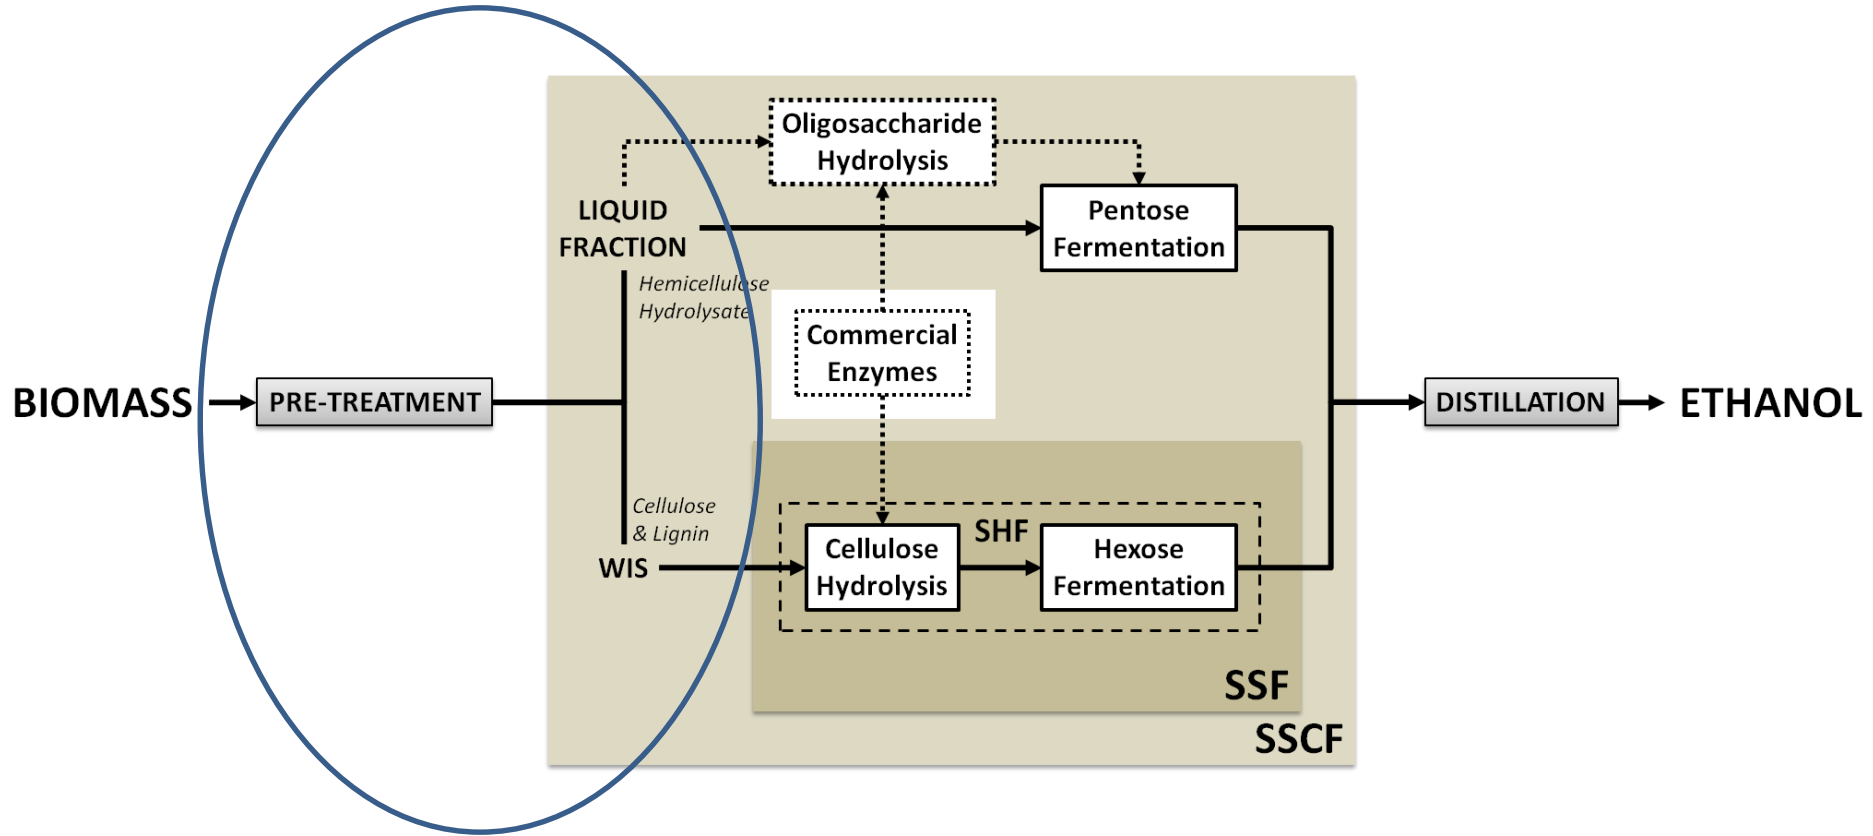 Oligosaccharide
Hydrolysis
LIQUID
FRACTION
Pentose
Fermentation
Hemicellulose
Hydrolysate
Commercial
Enzymes
BIOMASS
PRE-TREATMENT
DISTILLATION
ETHANOL
Cellulose
& Lignin
WIS
Cellulose
Hydrolysis
SHF
Hexose
Fermentation
SSF
SSCF